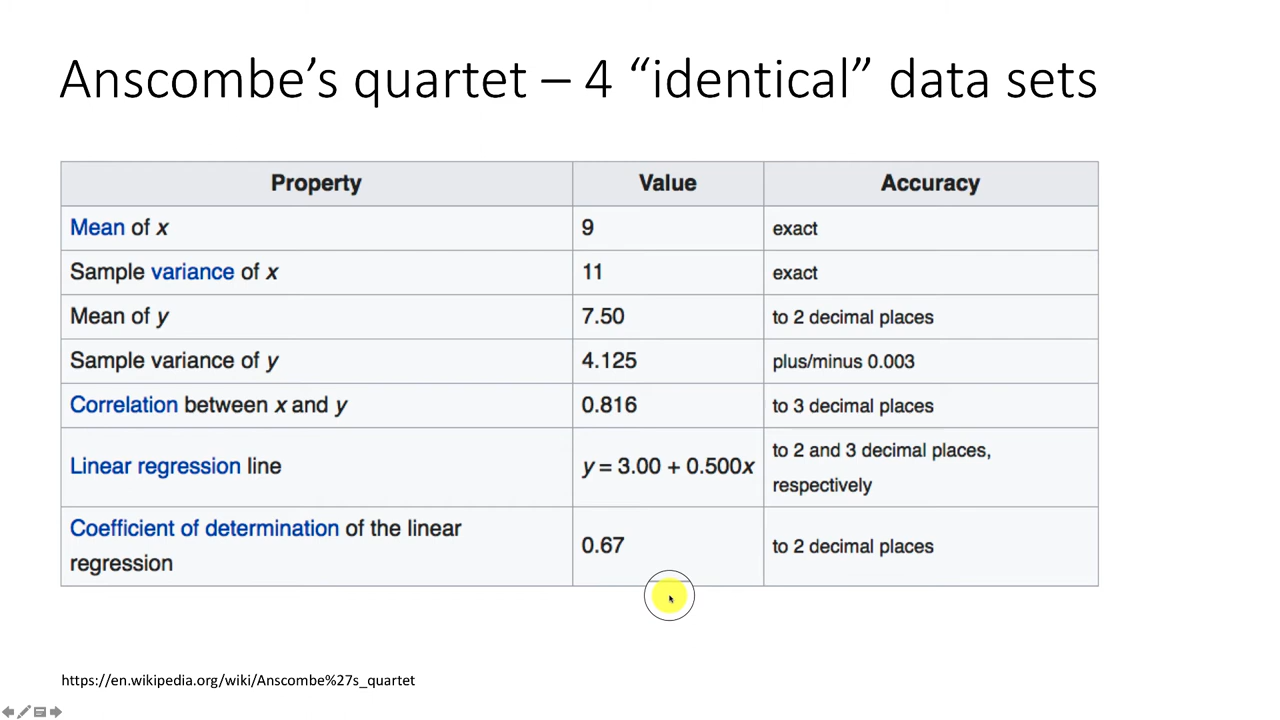 Anscombe’s quartet – 4 “identical” data sets
Property Value Accuracy
Mean of x 9 exact
Sample variance of x 11 exact
Mean of y 7.50 to 2 decimal places
Sample variance of y 4.125 plus/minus 0.003
Correlation between x and y 0.816 to 3 decimal places
Linear regression line y = 3.00 + 0.500x to 2 and 3 decimal places,
respectively
Coefficient of determination of the linear
regression 0.67 to 2 decimal places
https://en.wikipedia.org/wiki/Anscombe%27s_quartet